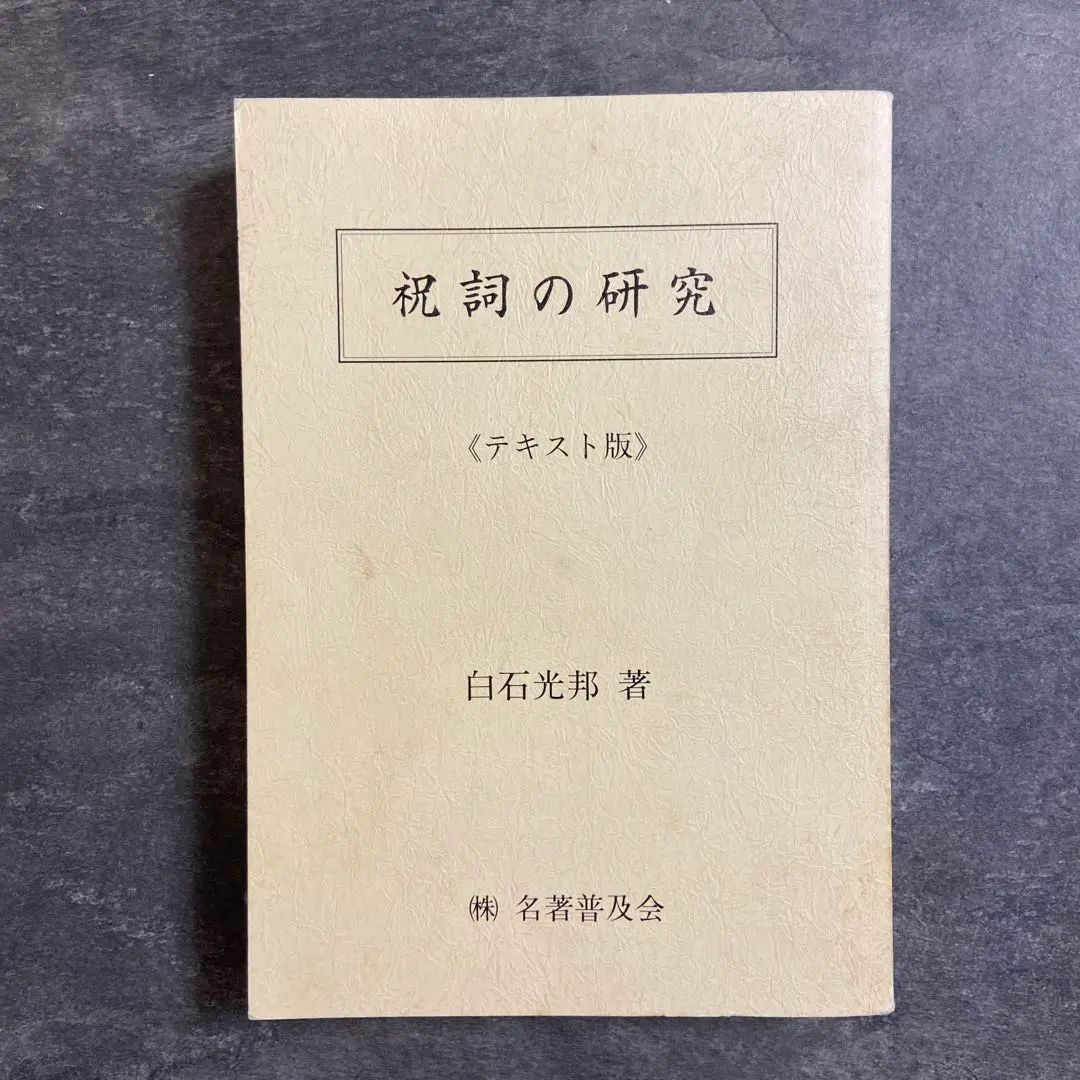 祝詞の研究
《テキスト版》
白石光邦 著
㈱ 名著普及会